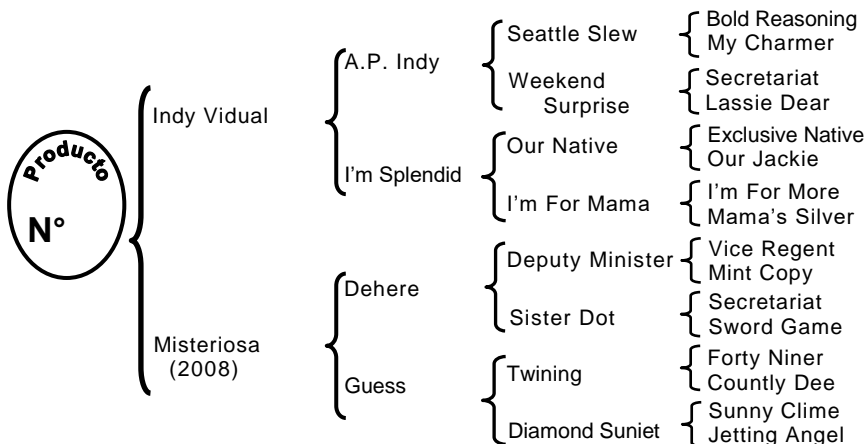 Producto
N°
Indy Vidual
Misteriosa
(2008)
A.P. Indy
I'm Splendid
Dehere
Guess
Seattle Slew
Weekend
Surprise
Our Native
I'm For Mama
Deputy Minister
Sister Dot
Twining
Diamond Suniet
Bold Reasoning
My Charmer
Secretariat
Lassie Dear
Exclusive Native
Our Jackie
I'm For More
Mama's Silver
Vice Regent
Mint Copy
Secretariat
Sword Game
Forty Niner
Countly Dee
Sunny Clime
Jetting Angel